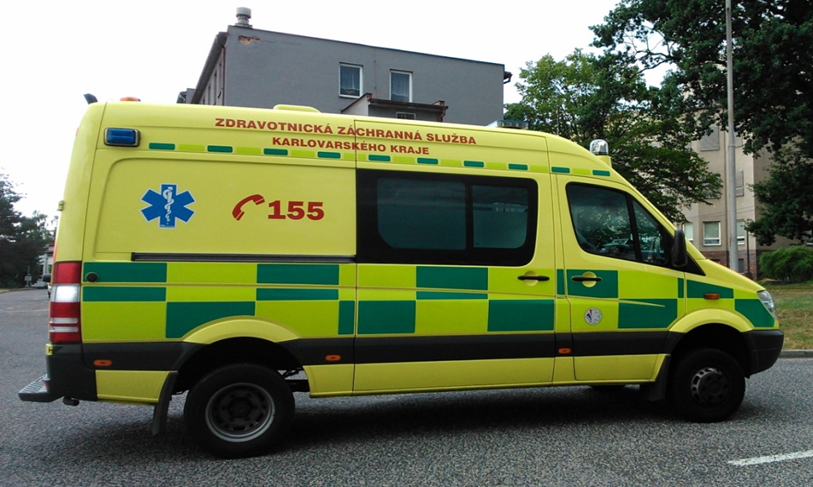 ZDRAVOTNICKÁ ZÁCHRANNÁ SLUŽBA
KARLOVARSKÉHO KRAJE
155